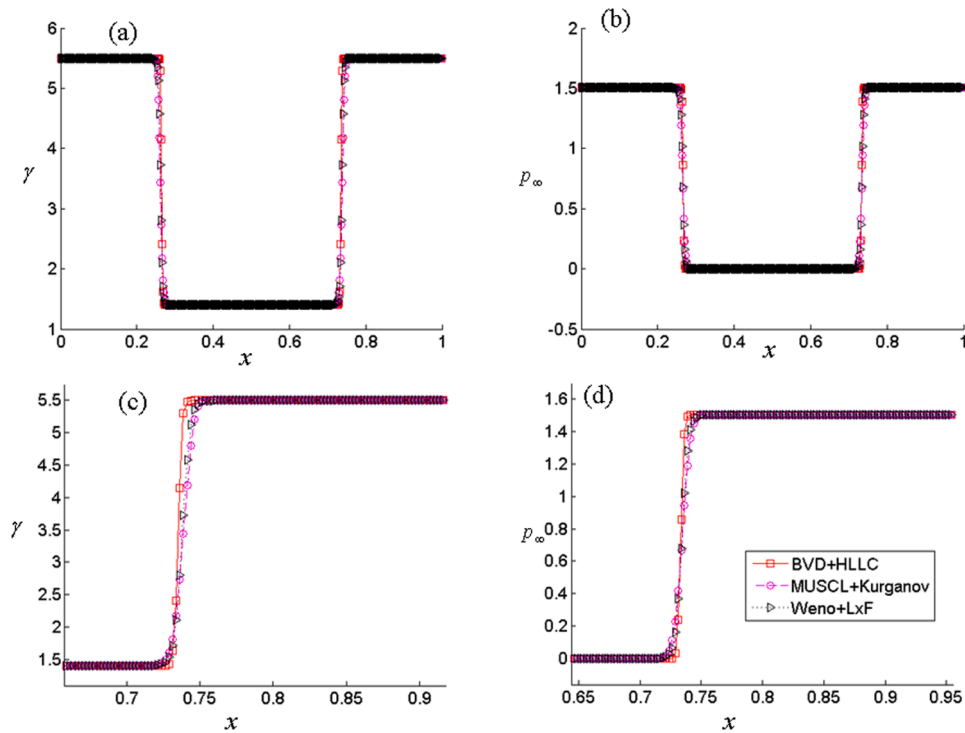 (a)
6
5
4
3
2
1
γ
0 0.2 0.4 0.6 0.8 1
x
(b)
2
1.5
1
0.5
0
-0.5
p∞
0 0.2 0.4 0.6 0.8 1
x
(c)
5.5
5
4.5
4
3.5
3
2.5
2
1.5
γ
0.7 0.75 0.8 0.85 0.9
x
(d)
1.6
1.4
1.2
1
0.8
0.6
0.4
0.2
0
p∞
BVD+HLLC
MUSCL+Kurganov
Weno+LxF
0.65 0.7 0.75 0.8 0.85 0.9 0.95
x